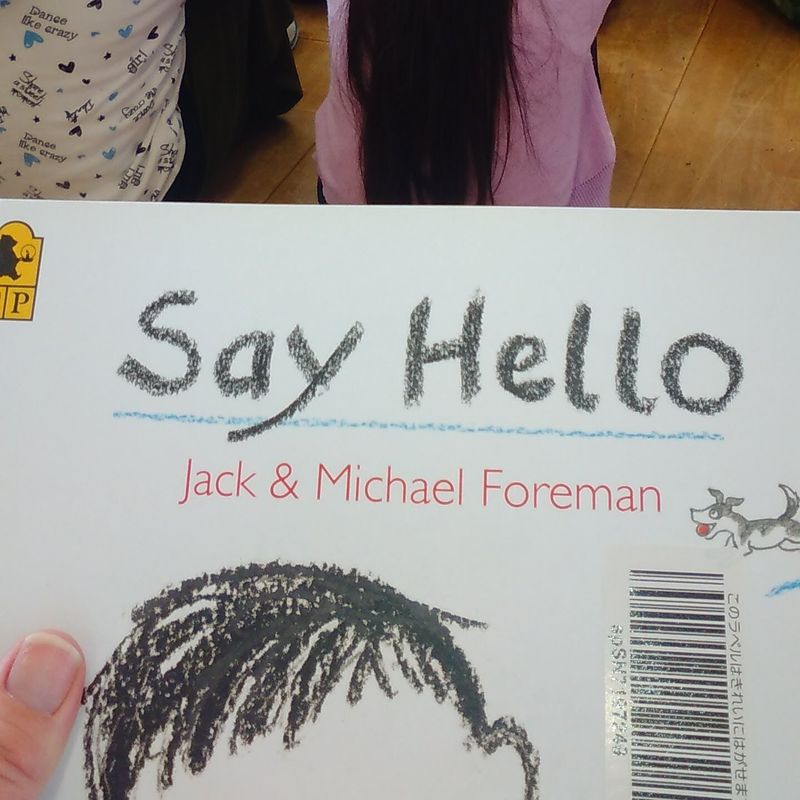 Dance
like crazy
girl
Dance
like crazy
P
Say Hello
Jack & Michael Foreman
このラベルはきれいにはがせま